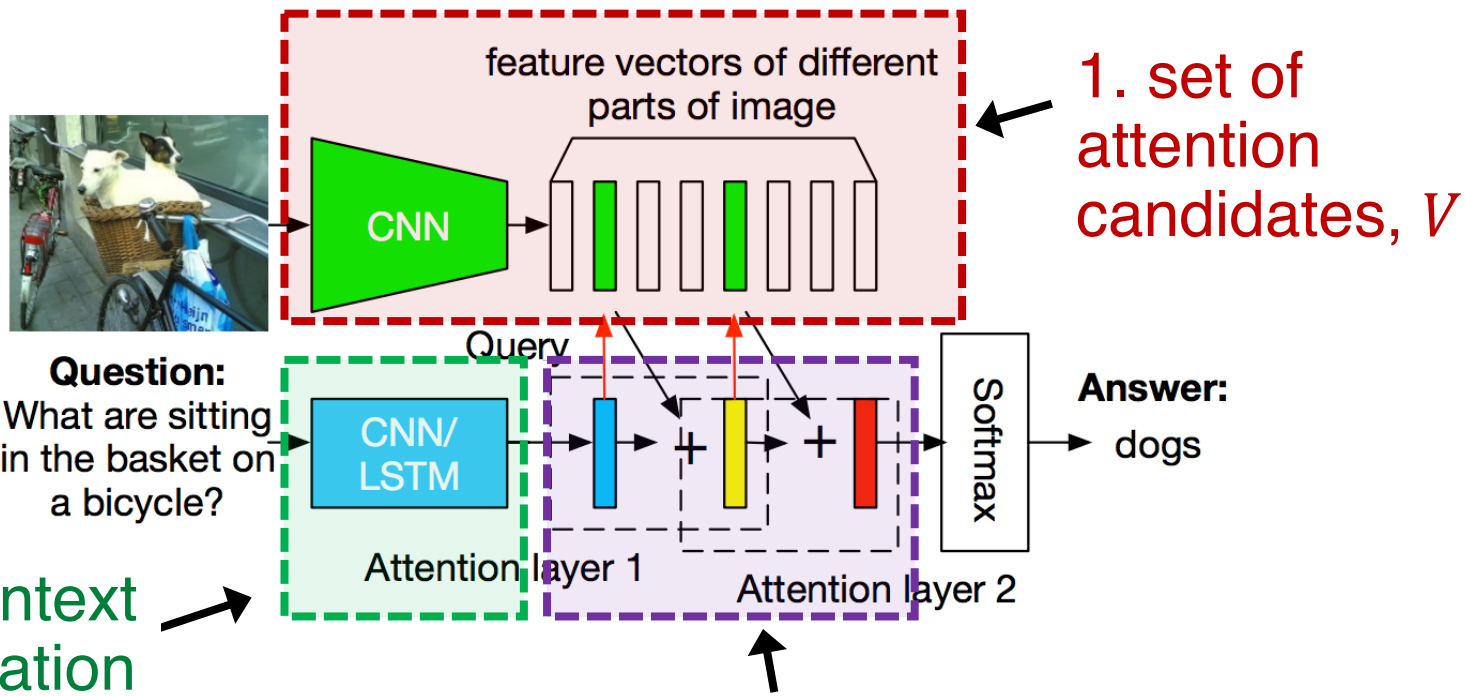 feature vectors of different
parts of image
1. set of
attention
candidates, V
CNN
Query
Question:
What are sitting
in the basket on
a bicycle?
CNN/
LSTM
Softmax
Answer:
dogs
Attention layer 1
Attention layer 2
ntext
ation